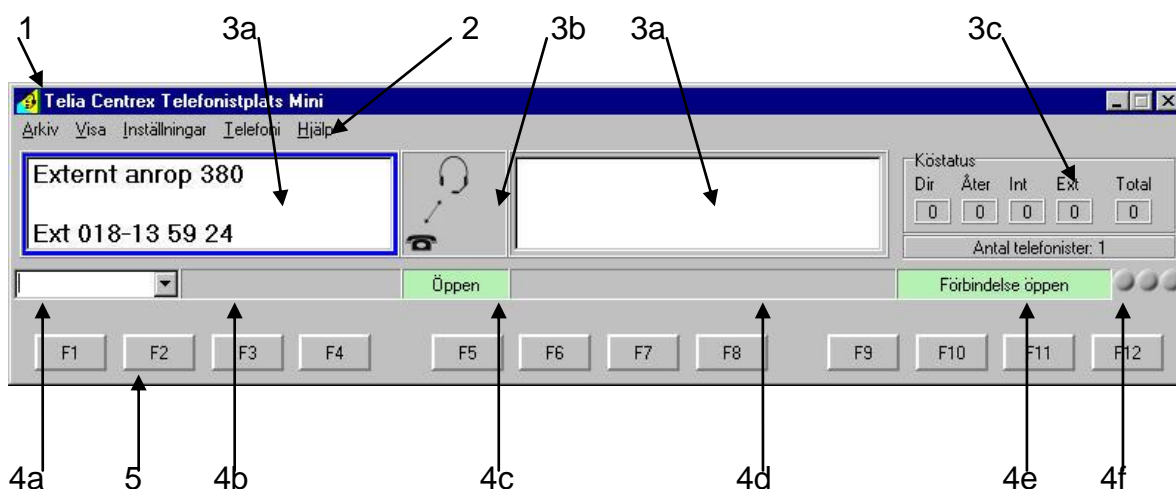 1 3a 2 3b 3a 3c
Telia Centrex Telefonistplats Mini
Arkiv Visa Inställningar Telefoni Hjälp
Externt anrop 380
Ext 018-13 59 24
Köstatus
Dir Åter Int Ext Total
0 0 0 0 0
Antal telefonister: 1
Öppen Förbindelse öppen
F1 F2 F3 F4 F5 F6 F7 F8 F9 F10 F11 F12
4a 5 4b 4c 4d 4e 4f